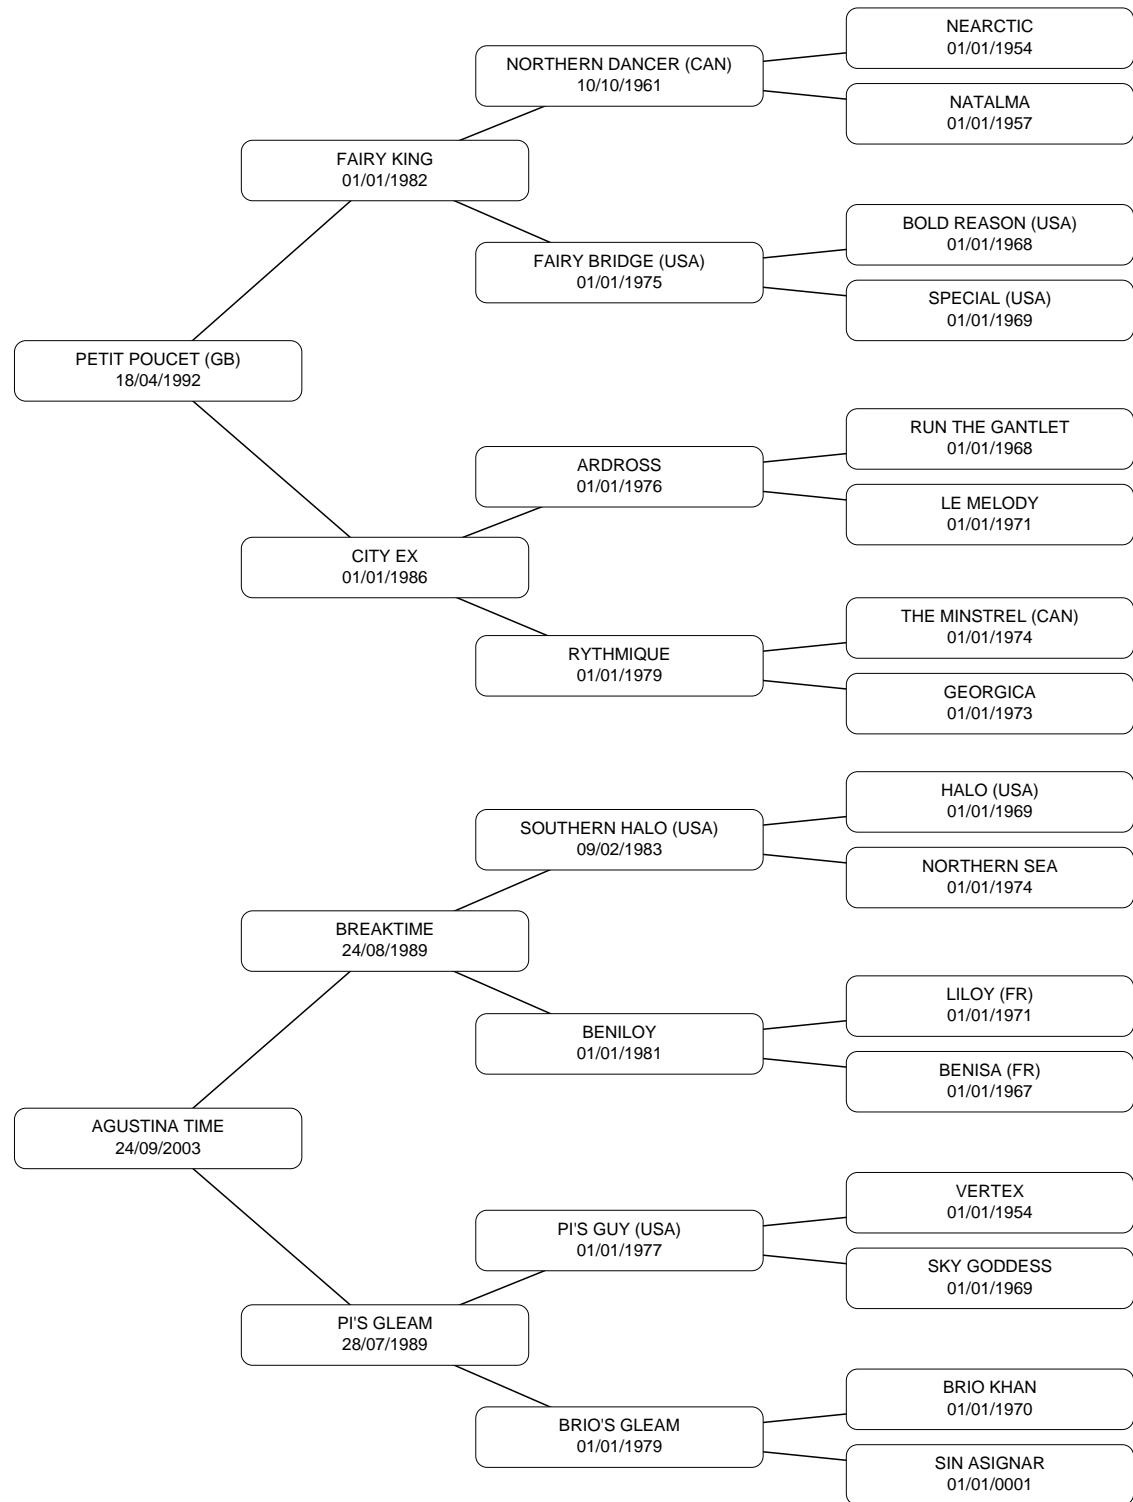 NEARCTIC
01/01/1954
NORTHERN DANCER (CAN)
10/10/1961
NATALMA
01/01/1957
FAIRY KING
01/01/1982
BOLD REASON (USA)
01/01/1968
FAIRY BRIDGE (USA)
01/01/1975
SPECIAL (USA)
01/01/1969
PETIT POUCET (GB)
18/04/1992
RUN THE GANTLET
01/01/1968
ARDROSS
01/01/1976
LE MELODY
01/01/1971
CITY EX
01/01/1986
THE MINSTREL (CAN)
01/01/1974
RYTHMIQUE
01/01/1979
GEORGICA
01/01/1973
HALO (USA)
01/01/1969
SOUTHERN HALO (USA)
09/02/1983
NORTHERN SEA
01/01/1974
BREAKTIME
24/08/1989
LILOY (FR)
01/01/1971
BENILOY
01/01/1981
BENISA (FR)
01/01/1967
AGUSTINA TIME
24/09/2003
VERTEX
01/01/1954
PI'S GUY (USA)
01/01/1977
SKY GODDESS
01/01/1969
PI'S GLEAM
28/07/1989
BRIO KHAN
01/01/1970
BRIO'S GLEAM
01/01/1979
SIN ASIGNAR
01/01/0001